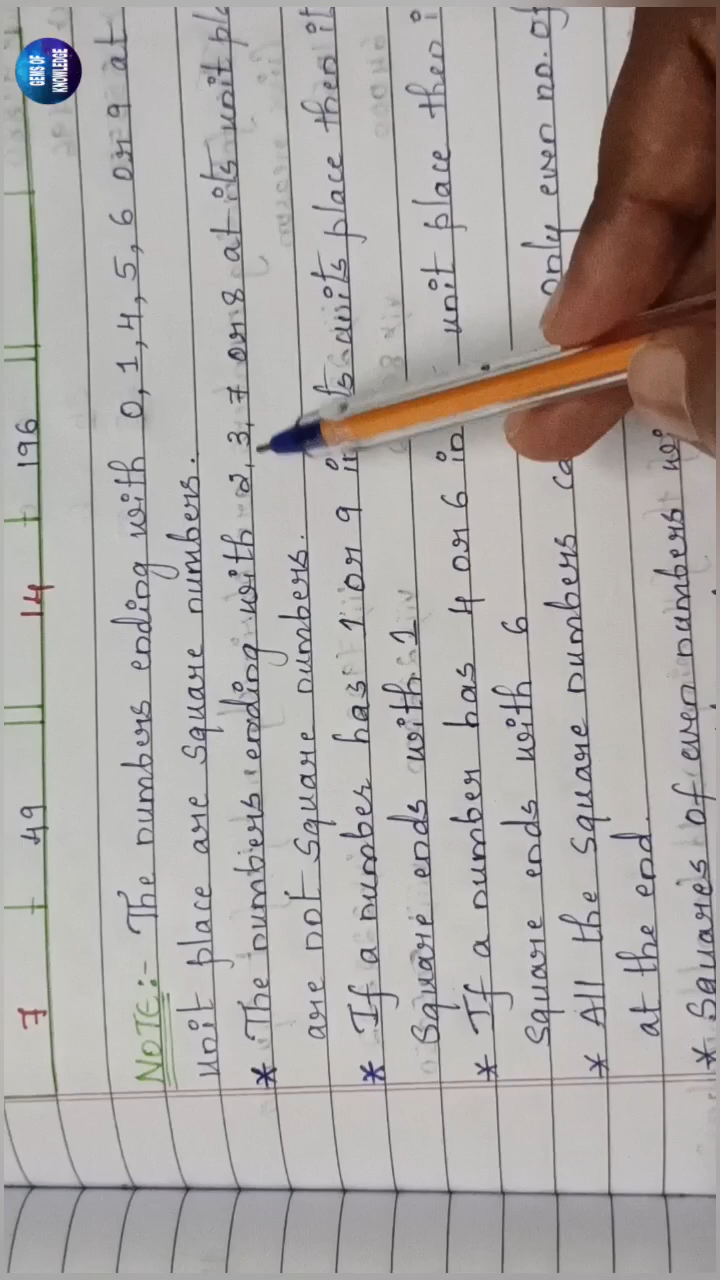 GEMS OF
KNOWLEDGE
7 49 14 196
NOTE:- The numbers ending with 0, 1, 4, 5, 6 or 9 at
unit place are square numbers.
* The numbers ending with 2, 3, 7 or 8 at its unit
are not square numbers.
* If a number has 1 or 9 in units place then
square ends with 1
* If a number has 4 or 6 in unit place then
square ends with 6
* All the square numbers only even no. of
at the end.
* Squares of even numbers